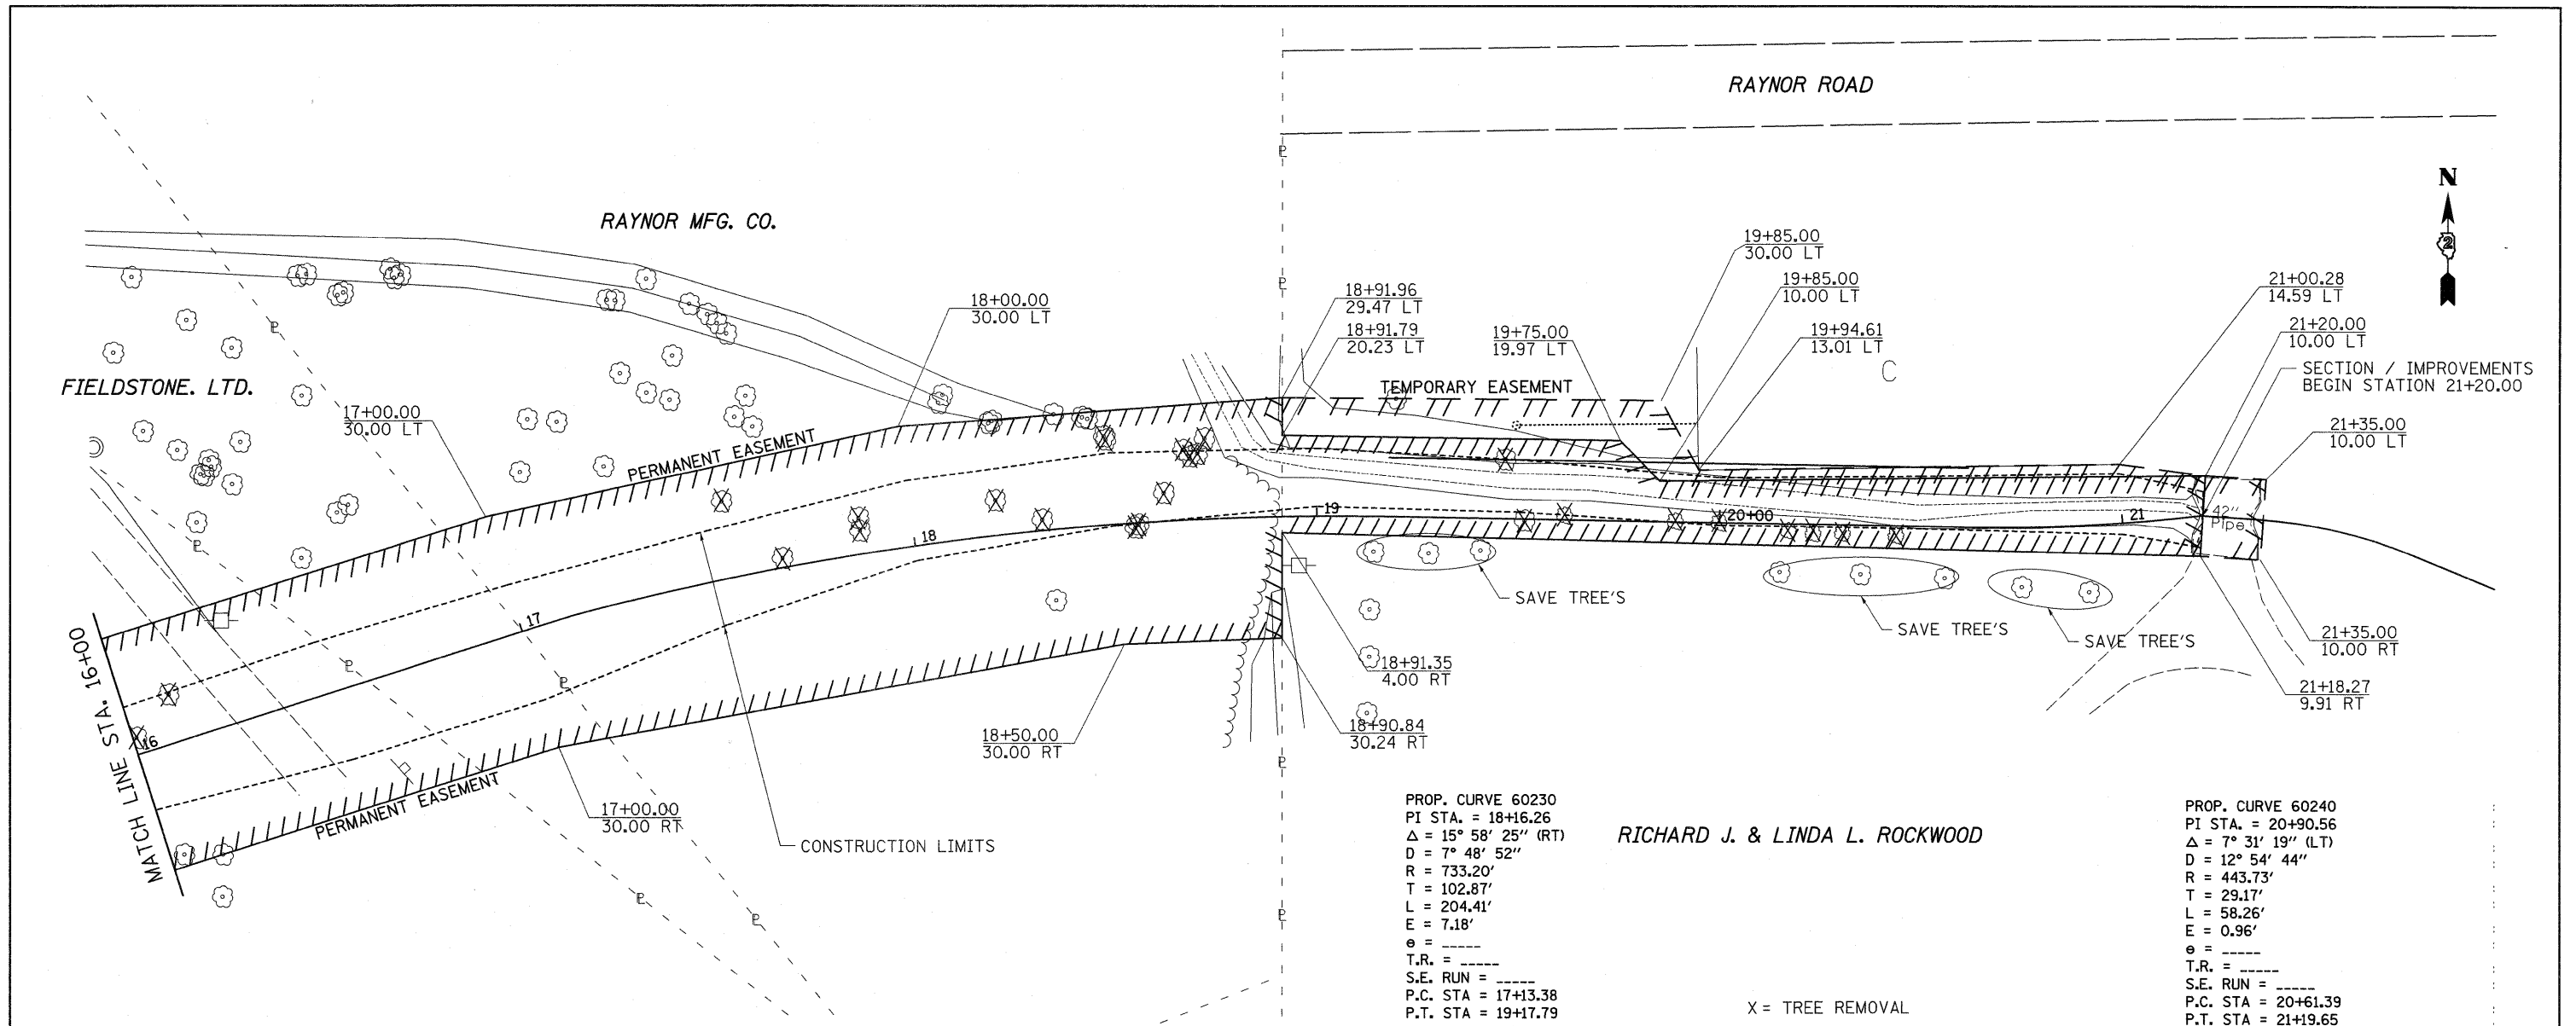 RAYNOR ROAD
N
2
RAYNOR MFG. CO.
FIELDSTONE. LTD.
17+00.00
30.00 LT
18+00.00
30.00 LT
PERMANENT EASEMENT
18+91.96
29.47 LT
18+91.79
20.23 LT
19+75.00
19.97 LT
TEMPORARY EASEMENT
19+85.00
30.00 LT
19+85.00
10.00 LT
19+94.61
13.01 LT
C
21+00.28
14.59 LT
21+20.00
10.00 LT
SECTION / IMPROVEMENTS
BEGIN STATION 21+20.00
21+35.00
10.00 LT
42"
Pipe
16
17
18
19
20+00
21
MATCH LINE STA. 16+00
PERMANENT EASEMENT
17+00.00
30.00 RT
CONSTRUCTION LIMITS
18+50.00
30.00 RT
18+91.35
4.00 RT
18+90.84
30.24 RT
SAVE TREE'S
SAVE TREE'S
SAVE TREE'S
21+35.00
10.00 RT
21+18.27
9.91 RT
PROP. CURVE 60230
PI STA. = 18+16.26
Δ = 15° 58' 25" (RT)
D = 7° 48' 52"
R = 733.20'
T = 102.87'
L = 204.41'
E = 7.18'
e = _____
T.R. = _____
S.E. RUN = _____
P.C. STA = 17+13.38
P.T. STA = 19+17.79
RICHARD J. & LINDA L. ROCKWOOD
X = TREE REMOVAL
PROP. CURVE 60240
PI STA. = 20+90.56
Δ = 7° 31' 19" (LT)
D = 12° 54' 44"
R = 443.73'
T = 29.17'
L = 58.26'
E = 0.96'
e = _____
T.R. = _____
S.E. RUN = _____
P.C. STA = 20+61.39
P.T. STA = 21+19.65